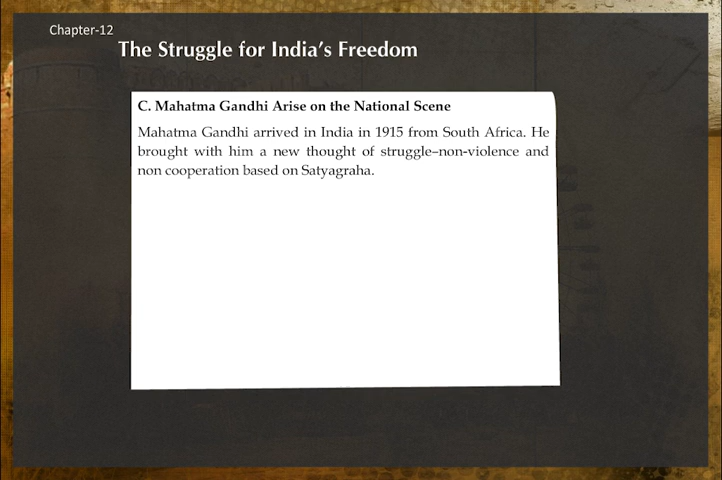 Chapter-12
The Struggle for India's Freedom
C. Mahatma Gandhi Arise on the National Scene
Mahatma Gandhi arrived in India in 1915 from South Africa. He
brought with him a new thought of struggle–non-violence and
non cooperation based on Satyagraha.